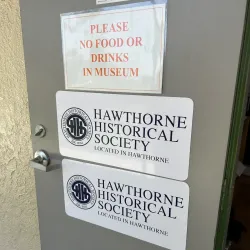 PLEASE
NO FOOD OR
DRINKS
IN MUSEUM
HAWTHORNE
HISTORICAL
SOCIETY
LOCATED IN HAWTHORNE
HAWTHORNE
HISTORICAL
SOCIETY
LOCATED IN HAWTHORNE